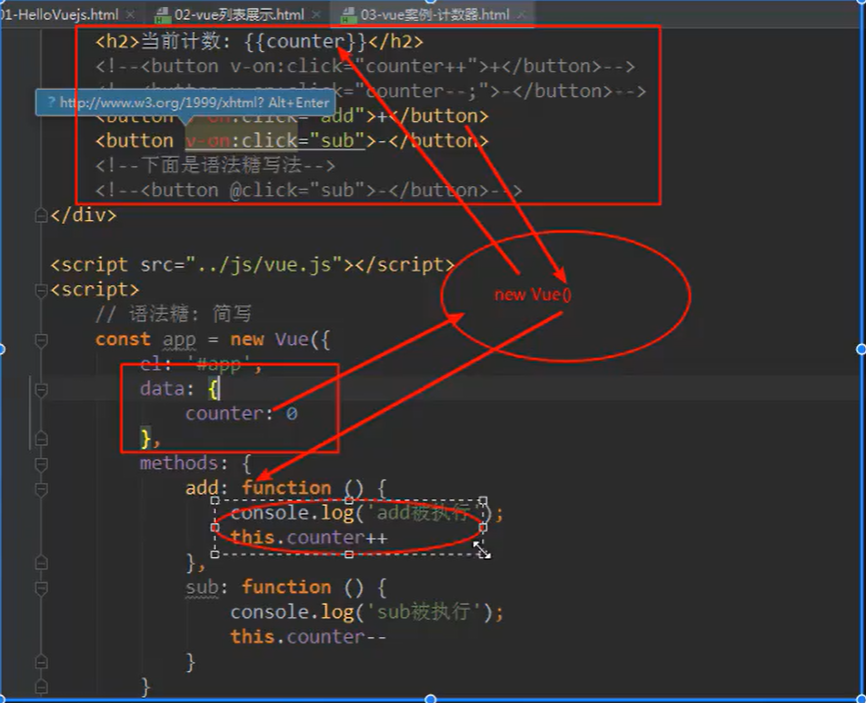 01-HelloVuejs.html × 02-vue列表展示.html × 03-vue案例-计数器.html ×
<h2>当前计数: {{counter}}</h2>
<!--<button v-on:click="counter++">+</button>-->
"counter--;">-</button>-->
? http://www.w3.org/1999/xhtml? Alt+Enter
<button v-on:click="add">+</button>
<button v-on:click="sub">-</button>
<!--下面是语法糖写法-->
<!--<button @click="sub">-</button>-->
</div>
<script src="../js/vue.js"></script>
<script>
new Vue()
// 语法糖: 简写
const app = new Vue({
el: '#app',
data: {
counter: 0
},
methods: {
add: function () {
console.log('add被执行');
this.counter++
},
sub: function () {
console.log('sub被执行');
this.counter--
}
}